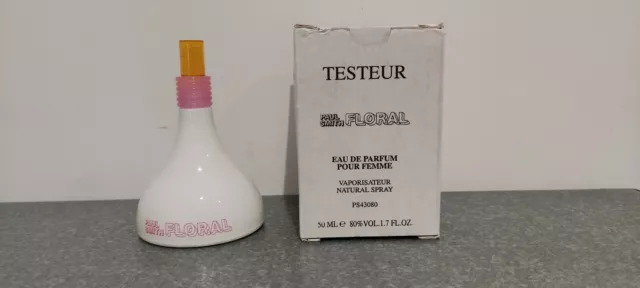 PAUL
SMITH FLORAL
TESTEUR
PAUL
SMITH FLORAL
EAU DE PARFUM
POUR FEMME
VAPORISATEUR
NATURAL SPRAY
PS43080
50 ML ℮ 80% VOL. 1.7 FL.OZ.